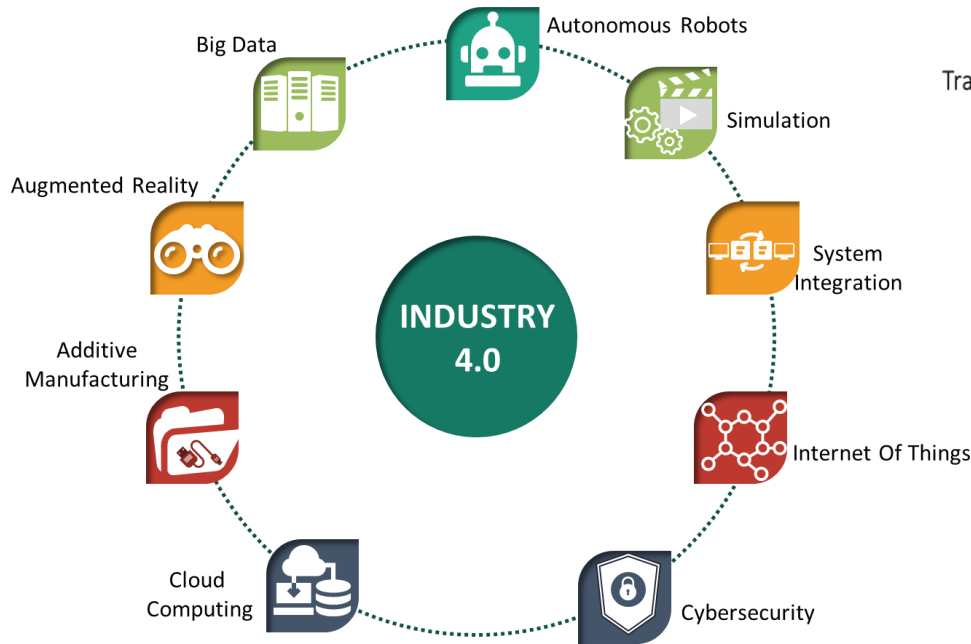 Autonomous Robots
Big Data
Simulation
Augmented Reality
System
Integration
INDUSTRY
4.0
Additive
Manufacturing
Internet Of Things
Cloud
Computing
Cybersecurity
Tra